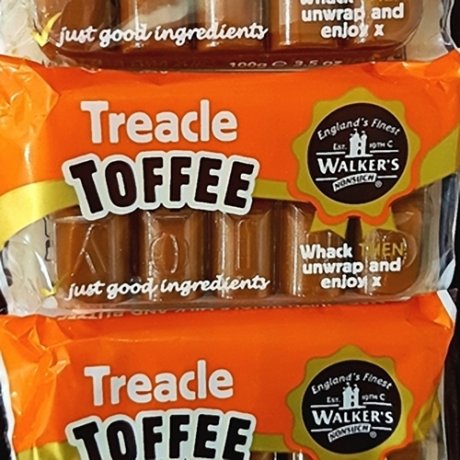 Whack THEN
unwrap and
enjoy x
just good ingredients
100g e 3.5 oz
Treacle
TOFFEE
England's Finest
EST. 19TH C
WALKER'S
NONSUCH ®
Whack THEN
unwrap and
enjoy x
just good ingredients
Treacle
TOFFEE
England's Finest
EST. 19TH C
WALKER'S
NONSUCH ®